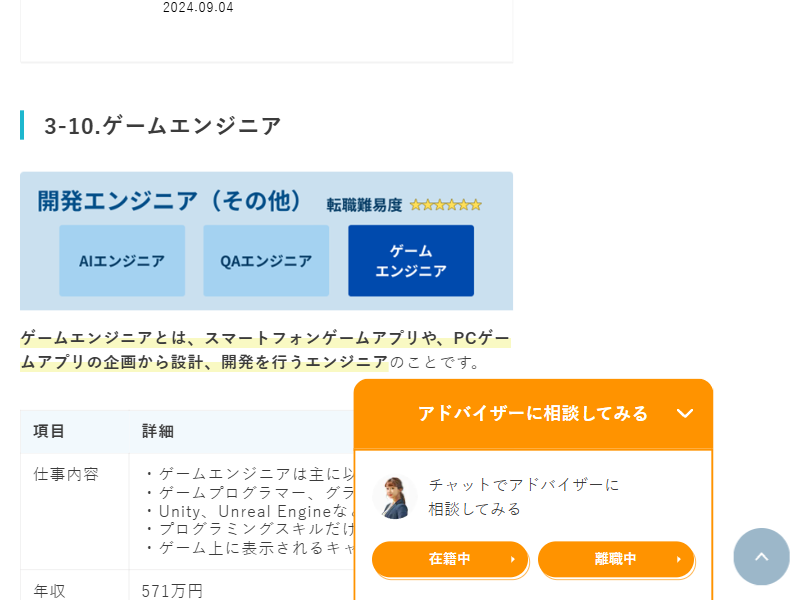 2024.09.04
3-10.ゲームエンジニア
開発エンジニア（その他） 転職難易度 ☆☆☆☆☆☆
AIエンジニア
QAエンジニア
ゲーム
エンジニア
ゲームエンジニアとは、スマートフォンゲームアプリや、PCゲー
ムアプリの企画から設計、開発を行うエンジニアのことです。
アドバイザーに相談してみる
項目 詳細
仕事内容
・ゲームエンジニアは主に以
・ゲームプログラマー、グラ
・Unity、Unreal Engineな
・プログラミングスキルだけ
・ゲーム上に表示されるキャ
チャットでアドバイザーに
相談してみる
在籍中
離職中
年収 571万円